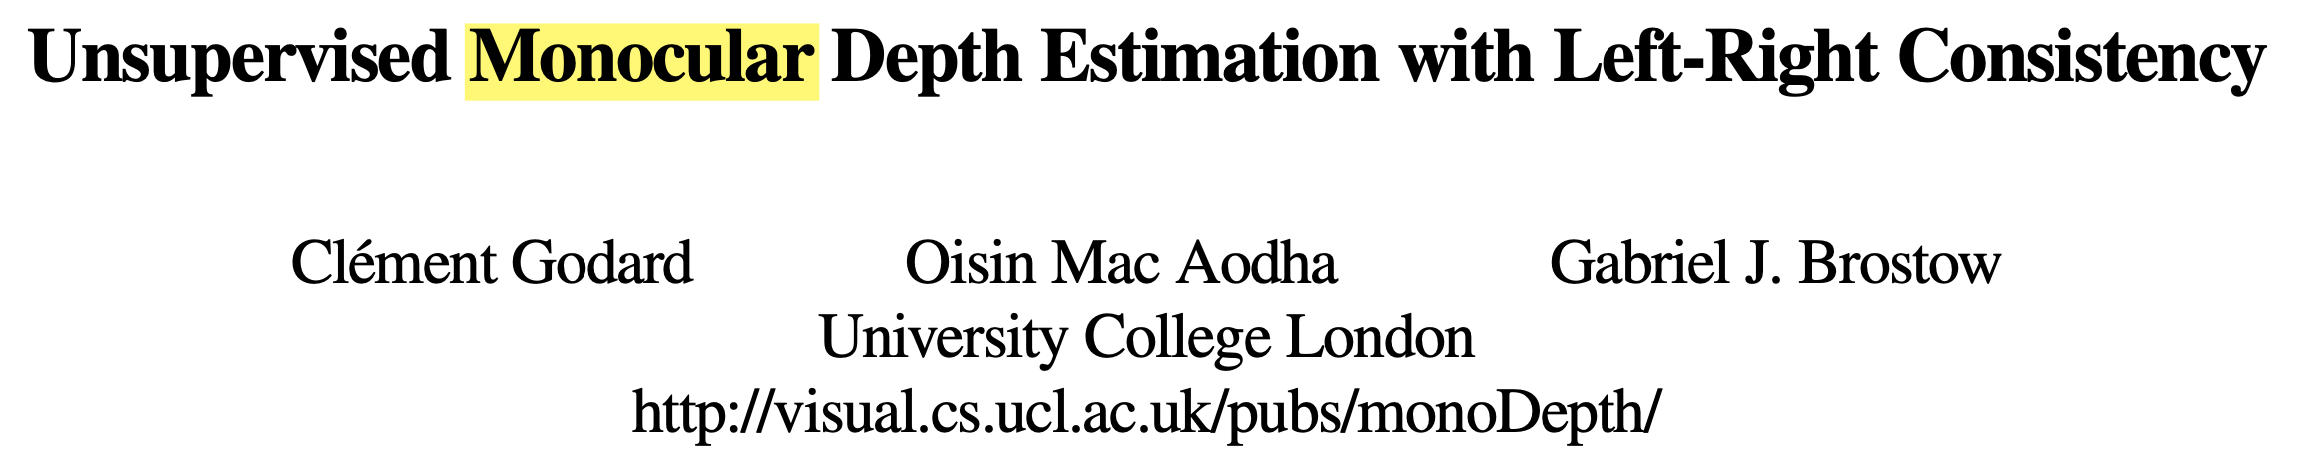 Unsupervised Monocular Depth Estimation with Left-Right Consistency
Clément Godard Oisin Mac Aodha Gabriel J. Brostow
University College London
http://visual.cs.ucl.ac.uk/pubs/monoDepth/